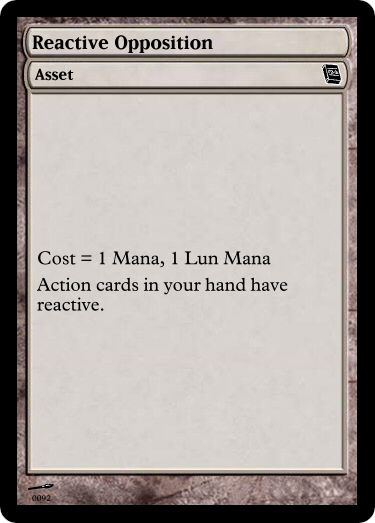 Reactive Opposition
Asset
Cost = 1 Mana, 1 Lun Mana
Action cards in your hand have
reactive.
0092